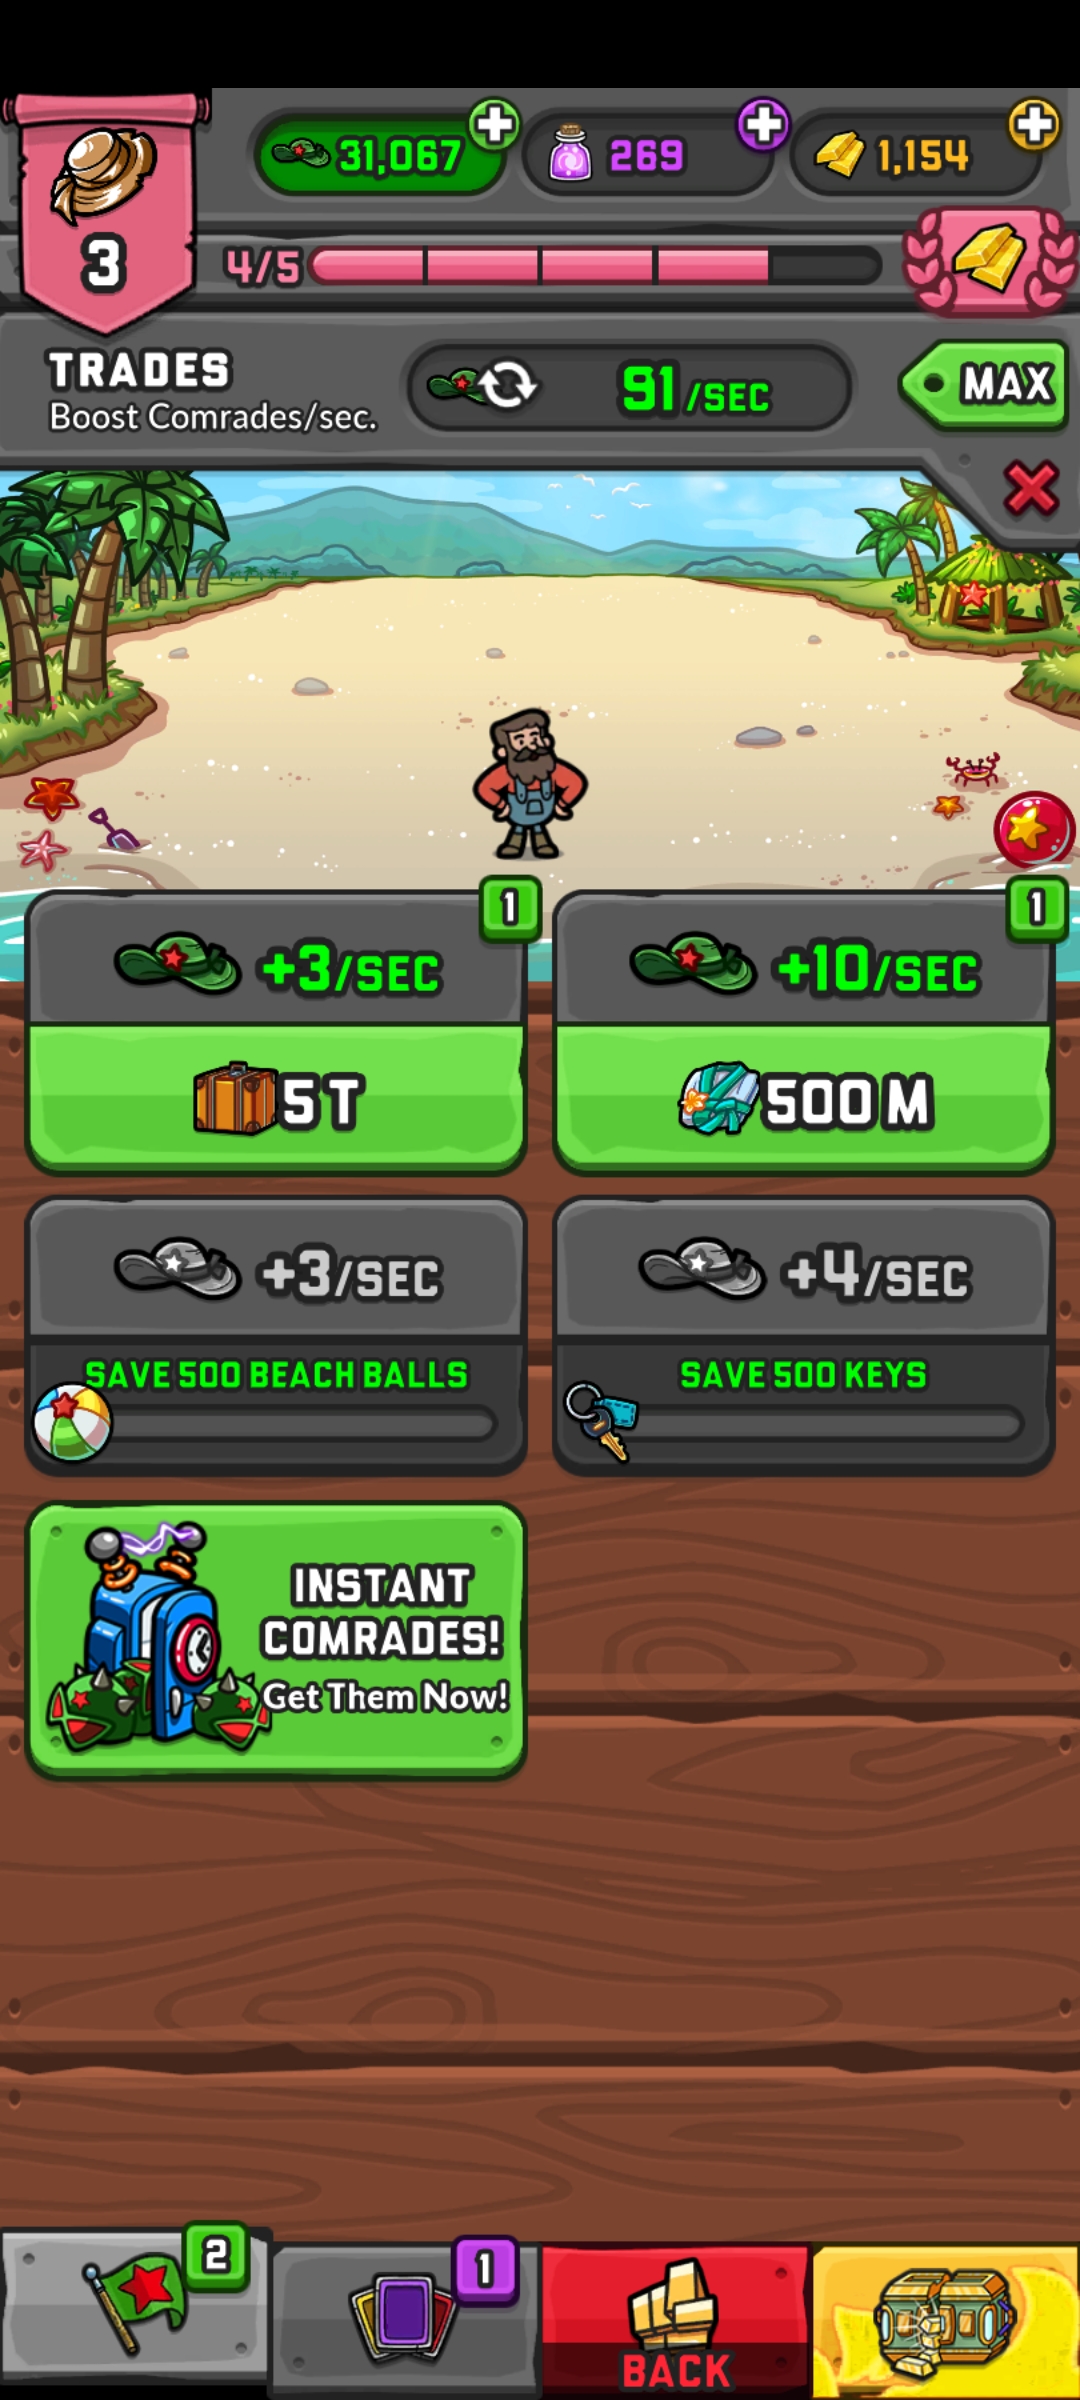 31,067
269
1,154
3
4/5
TRADES
Boost Comrades/sec.
91/SEC
MAX
1
1
+3/SEC
+10/SEC
5 T
500 M
+3/SEC
+4/SEC
SAVE 500 BEACH BALLS
SAVE 500 KEYS
INSTANT
COMRADES!
Get Them Now!
2
1
BACK